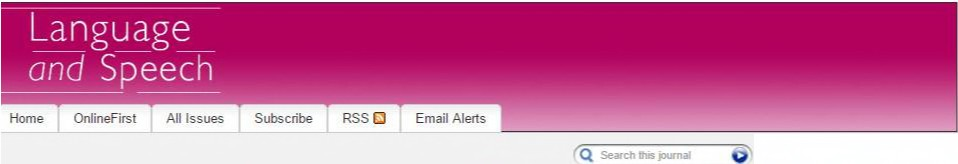 Language
and Speech
Home OnlineFirst All Issues Subscribe RSS Email Alerts
Search this journal